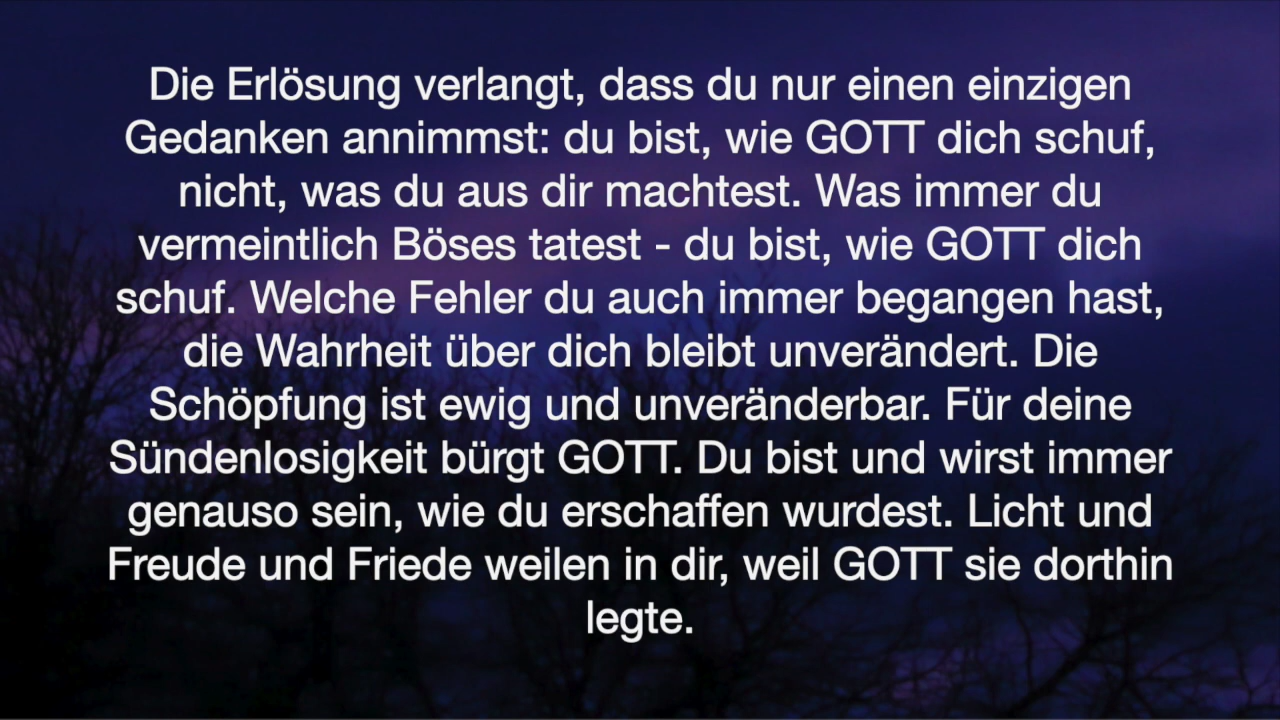 Die Erlösung verlangt, dass du nur einen einzigen
Gedanken annimmst: du bist, wie GOTT dich schuf,
nicht, was du aus dir machtest. Was immer du
vermeintlich Böses tatest - du bist, wie GOTT dich
schuf. Welche Fehler du auch immer begangen hast,
die Wahrheit über dich bleibt unverändert. Die
Schöpfung ist ewig und unveränderbar. Für deine
Sündenlosigkeit bürgt GOTT. Du bist und wirst immer
genauso sein, wie du erschaffen wurdest. Licht und
Freude und Friede weilen in dir, weil GOTT sie dorthin
legte.